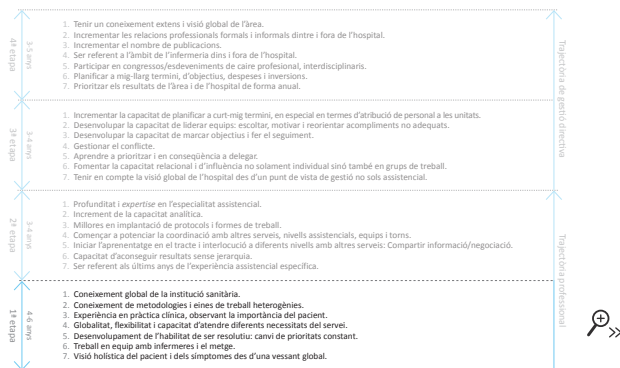 4ª etapa
3-5 anys
1. Tenir un coneixement extens i visió global de l'àrea.
2. Incrementar les relacions professionals formals i informals dintre i fora de l'hospital.
3. Incrementar el nombre de publicacions.
4. Ser referent a l'àmbit de l'infermeria dins i fora de l'hospital.
5. Participar en congressos/esdeveniments de caire profesional, interdisciplinaris.
6. Planificar a mig-llarg termini, d'objectius, despeses i inversions.
7. Prioritzar els resultats de l'àrea i de l'hospital de forma anual.
Trajectòria de gestió directiva
3ª etapa
3-4 anys
1. Incrementar la capacitat de planificar a curt-mig termini, en especial en termes d'atribució de personal a les unitats.
2. Desenvolupar la capacitat de liderar equips: escoltar, motivar i reorientar acompliments no adequats.
3. Desenvolupar la capacitat de marcar objectius i fer el seguiment.
4. Gestionar el conflicte.
5. Aprendre a prioritzar i en conseqüència a delegar.
6. Fomentar la capacitat relacional i d'influència no solament individual sinó també en grups de treball.
7. Tenir en compte la visió global de l'hospital des d'un punt de vista de gestió no sols assistencial.
2ª etapa
3-4 anys
1. Profunditat i expertise en l'especialitat assistencial.
2. Increment de la capacitat analítica.
3. Millores en implantació de protocols i formes de treball.
4. Començar a potenciar la coordinació amb altres serveis, nivells assistencials, equips i torns.
5. Iniciar l'aprenentatge en el tracte i interlocució a diferents nivells amb altres serveis: Compartir informació/negociació.
6. Capacitat d'aconseguir resultats sense jerarquia.
7. Ser referent als últims anys de l'experiència assistencial específica.
Trajectòria professional
1ª etapa
4-6 anys
1. Coneixement global de la institució sanitària.
2. Coneixement de metodologies i eines de treball heterogènies.
3. Experiència en pràctica clínica, observant la importància del pacient.
4. Globalitat, flexibilitat i capacitat d'atendre diferents necessitats del servei.
5. Desenvolupament de l'habilitat de ser resolutiu: canvi de prioritats constant.
6. Treball en equip amb infermeres i el metge.
7. Visió holística del pacient i dels símptomes des d'una vessant global.